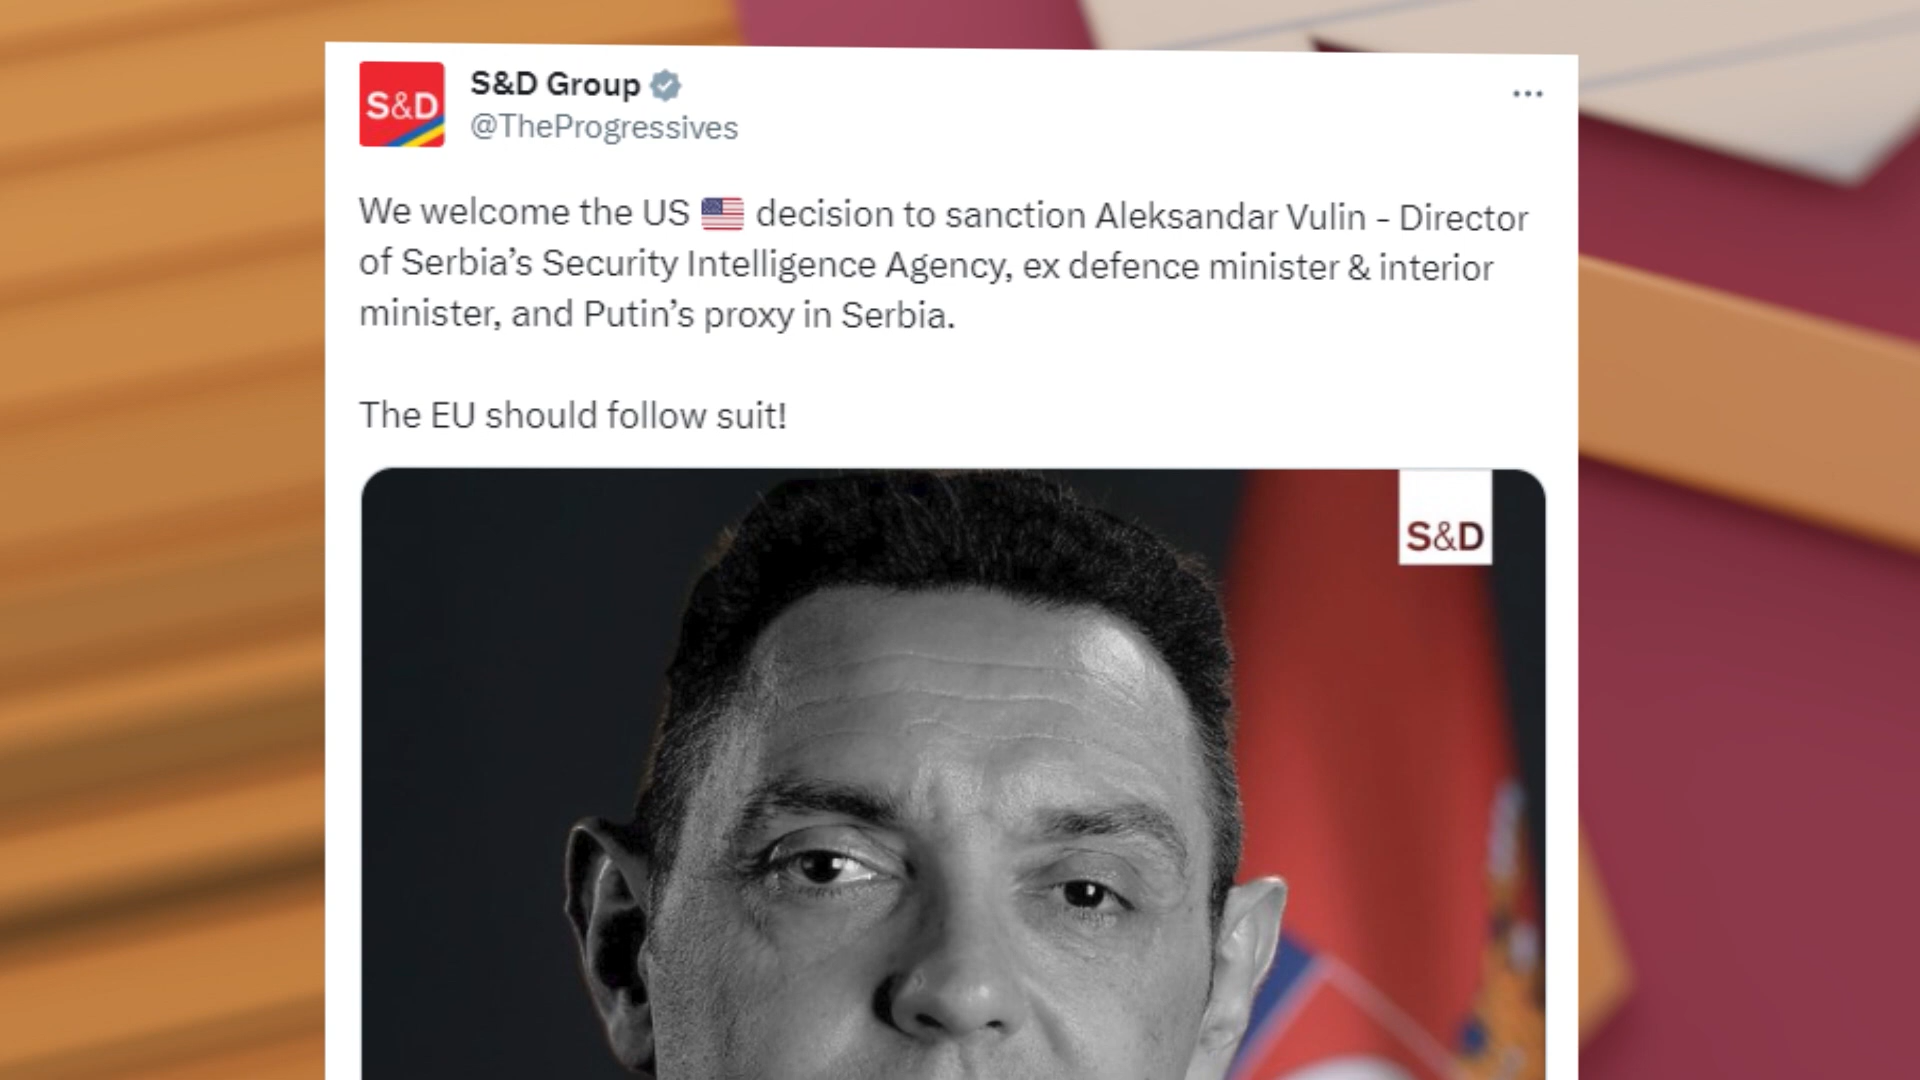 S&D
S&D Group
@TheProgressives
We welcome the US 🇺🇸 decision to sanction Aleksandar Vulin - Director
of Serbia’s Security Intelligence Agency, ex defence minister & interior
minister, and Putin’s proxy in Serbia.
The EU should follow suit!
S&D